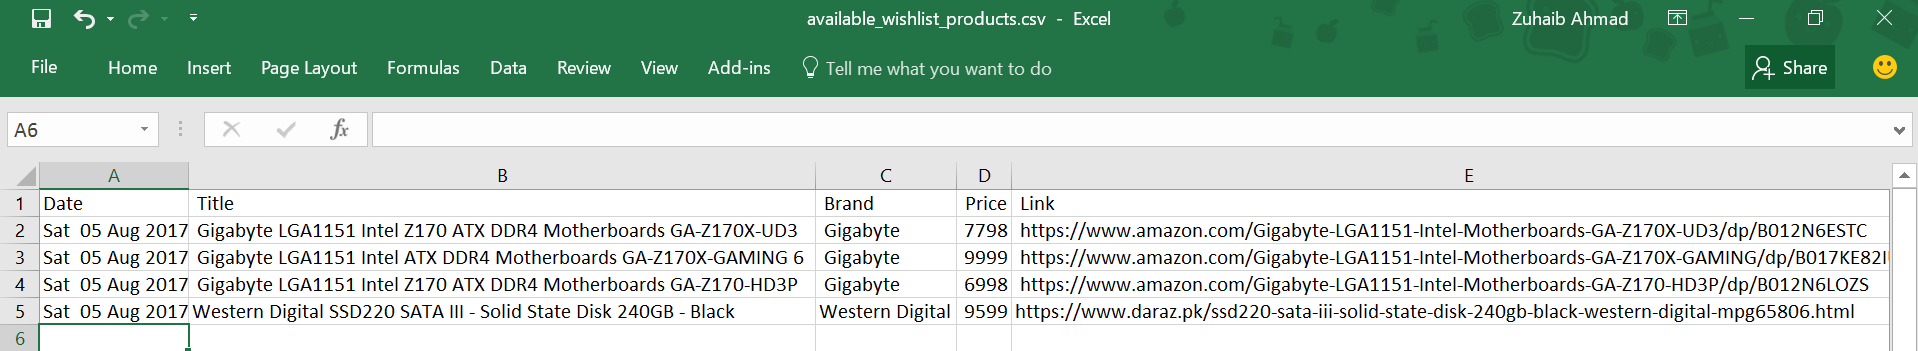 available_wishlist_products.csv - Excel Zuhaib Ahmad
File Home Insert Page Layout Formulas Data Review View Add-ins Tell me what you want to do Share
A6 fx
A B C D E
1 Date Title Brand Price Link
2 Sat 05 Aug 2017 Gigabyte LGA1151 Intel Z170 ATX DDR4 Motherboards GA-Z170X-UD3 Gigabyte 7798 https://www.amazon.com/Gigabyte-LGA1151-Intel-Motherboards-GA-Z170X-UD3/dp/B012N6ESTC
3 Sat 05 Aug 2017 Gigabyte LGA1151 Intel ATX DDR4 Motherboards GA-Z170X-GAMING 6 Gigabyte 9999 https://www.amazon.com/Gigabyte-LGA1151-Intel-Motherboards-GA-Z170X-GAMING/dp/B017KE82I
4 Sat 05 Aug 2017 Gigabyte LGA1151 Intel Z170 ATX DDR4 Motherboards GA-Z170-HD3P Gigabyte 6998 https://www.amazon.com/Gigabyte-LGA1151-Intel-Motherboards-GA-Z170-HD3P/dp/B012N6LOZS
5 Sat 05 Aug 2017 Western Digital SSD220 SATA III - Solid State Disk 240GB - Black Western Digital 9599 https://www.daraz.pk/ssd220-sata-iii-solid-state-disk-240gb-black-western-digital-mpg65806.html
6